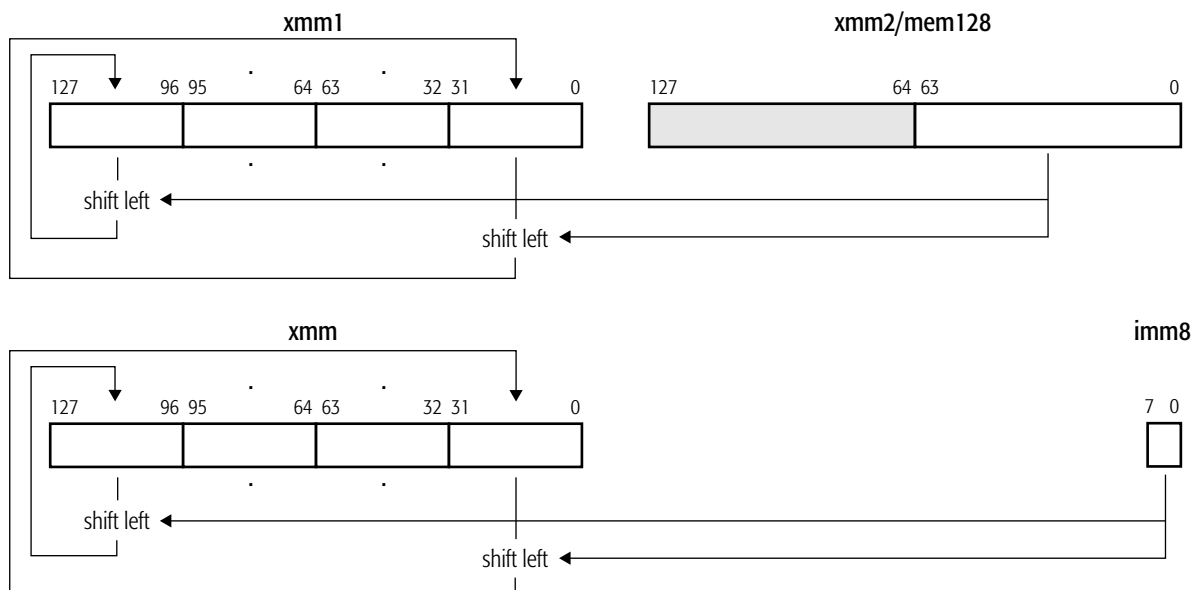 xmm1 xmm2/mem128
. .
127 96 95 64 63 32 31 0 127 64 63 0
. .
shift left
shift left
xmm imm8
. .
127 96 95 64 63 32 31 0 7 0
. .
shift left
shift left